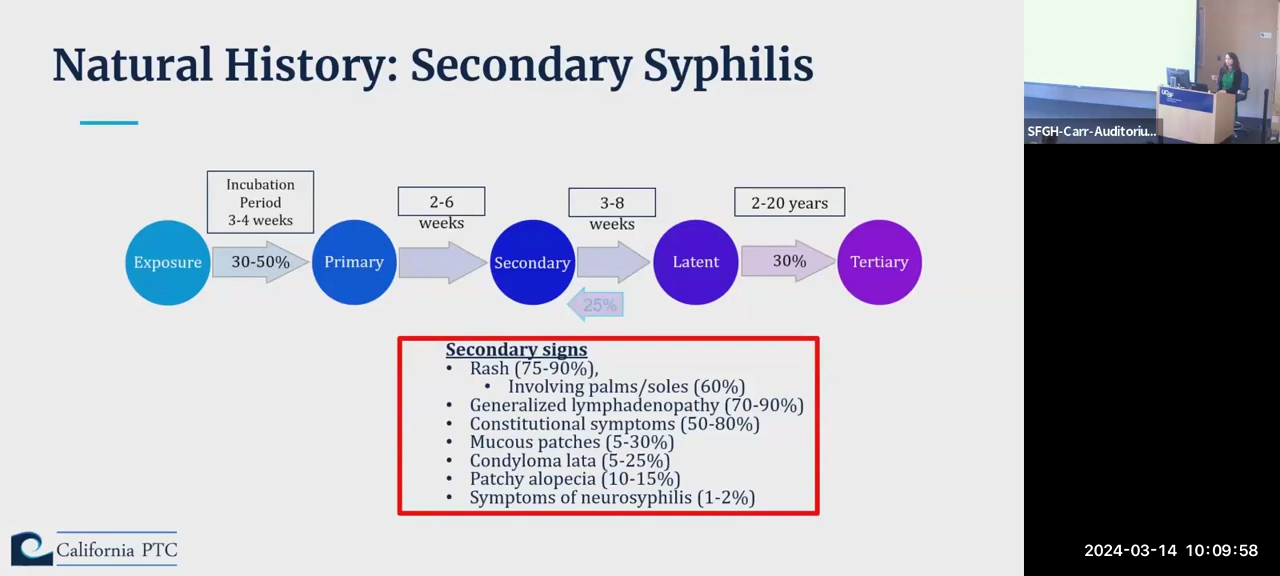 Natural History: Secondary Syphilis
Incubation
Period
3-4 weeks
2-6
weeks
3-8
weeks
2-20 years
Exposure
30-50%
Primary
Secondary
Latent
30%
Tertiary
25%
Secondary signs
• Rash (75-90%),
• Involving palms/soles (60%)
• Generalized lymphadenopathy (70-90%)
• Constitutional symptoms (50-80%)
• Mucous patches (5-30%)
• Condyloma lata (5-25%)
• Patchy alopecia (10-15%)
• Symptoms of neurosyphilis (1-2%)
California PTC
UCSF
SFGH-Carr-Auditoriu...
2024-03-14 10:09:58